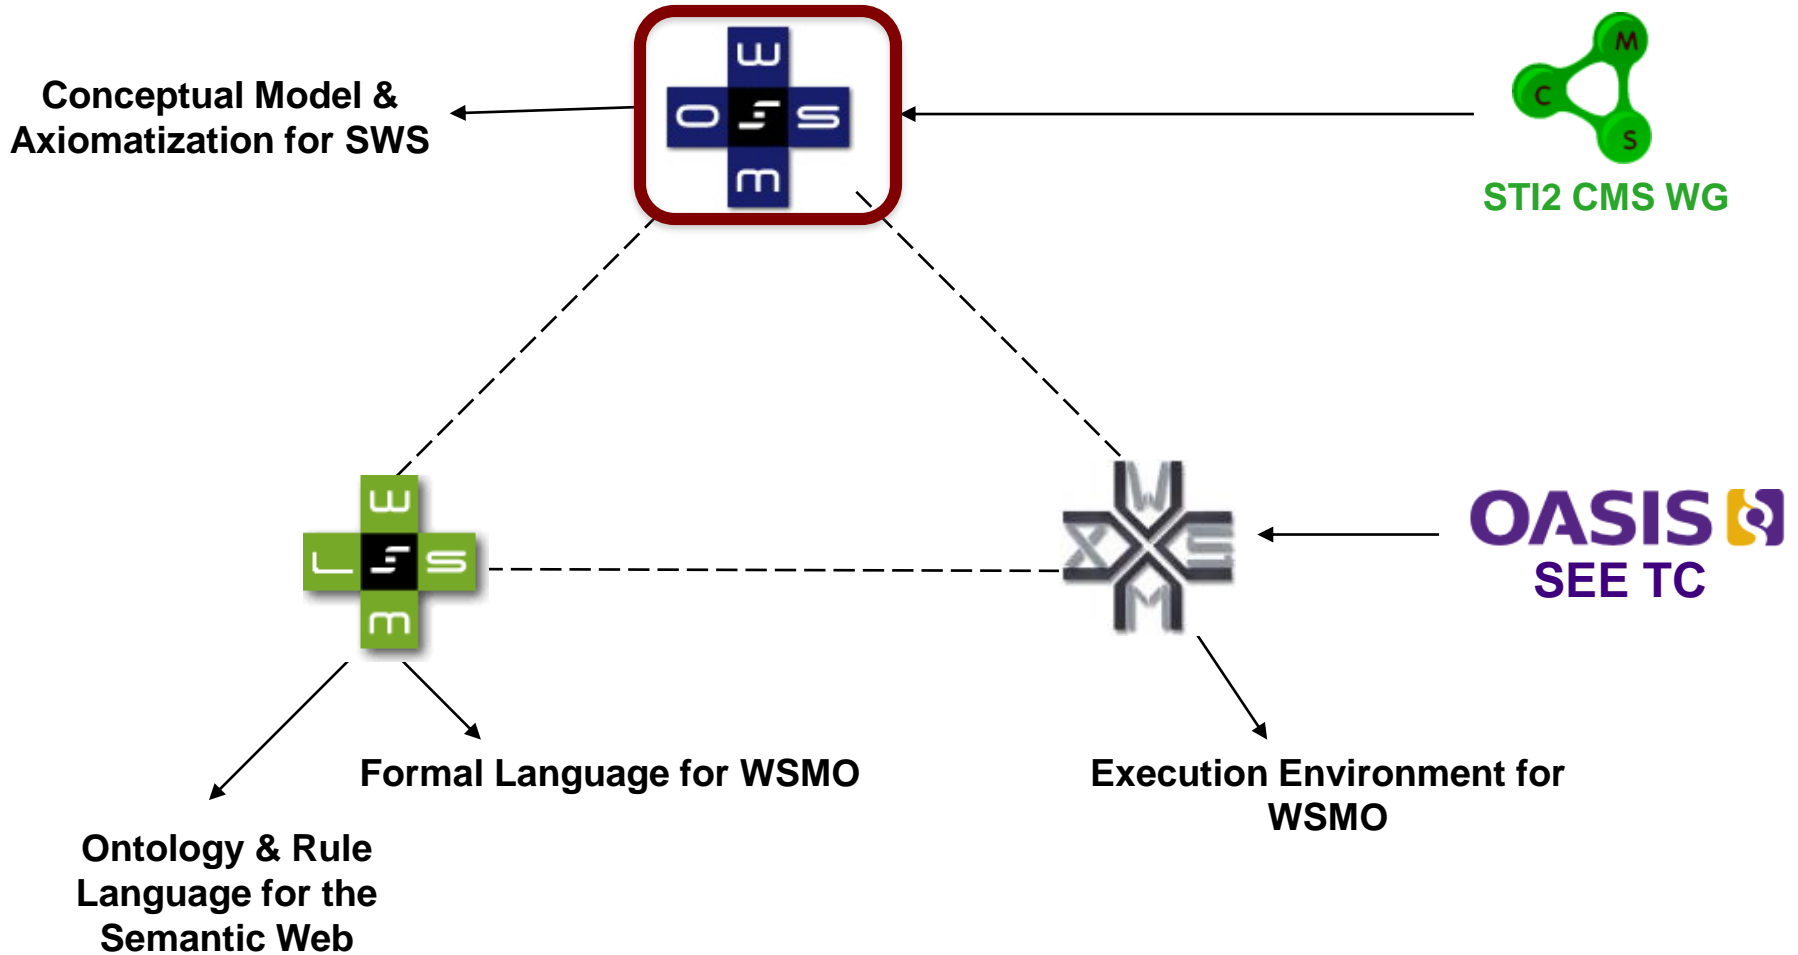 W
O S
M
Conceptual Model &
Axiomatization for SWS
M
C
S
STI2 CMS WG
W
L S
M
W
X S
M
OASIS
SEE TC
Formal Language for WSMO
Execution Environment for
WSMO
Ontology & Rule
Language for the
Semantic Web